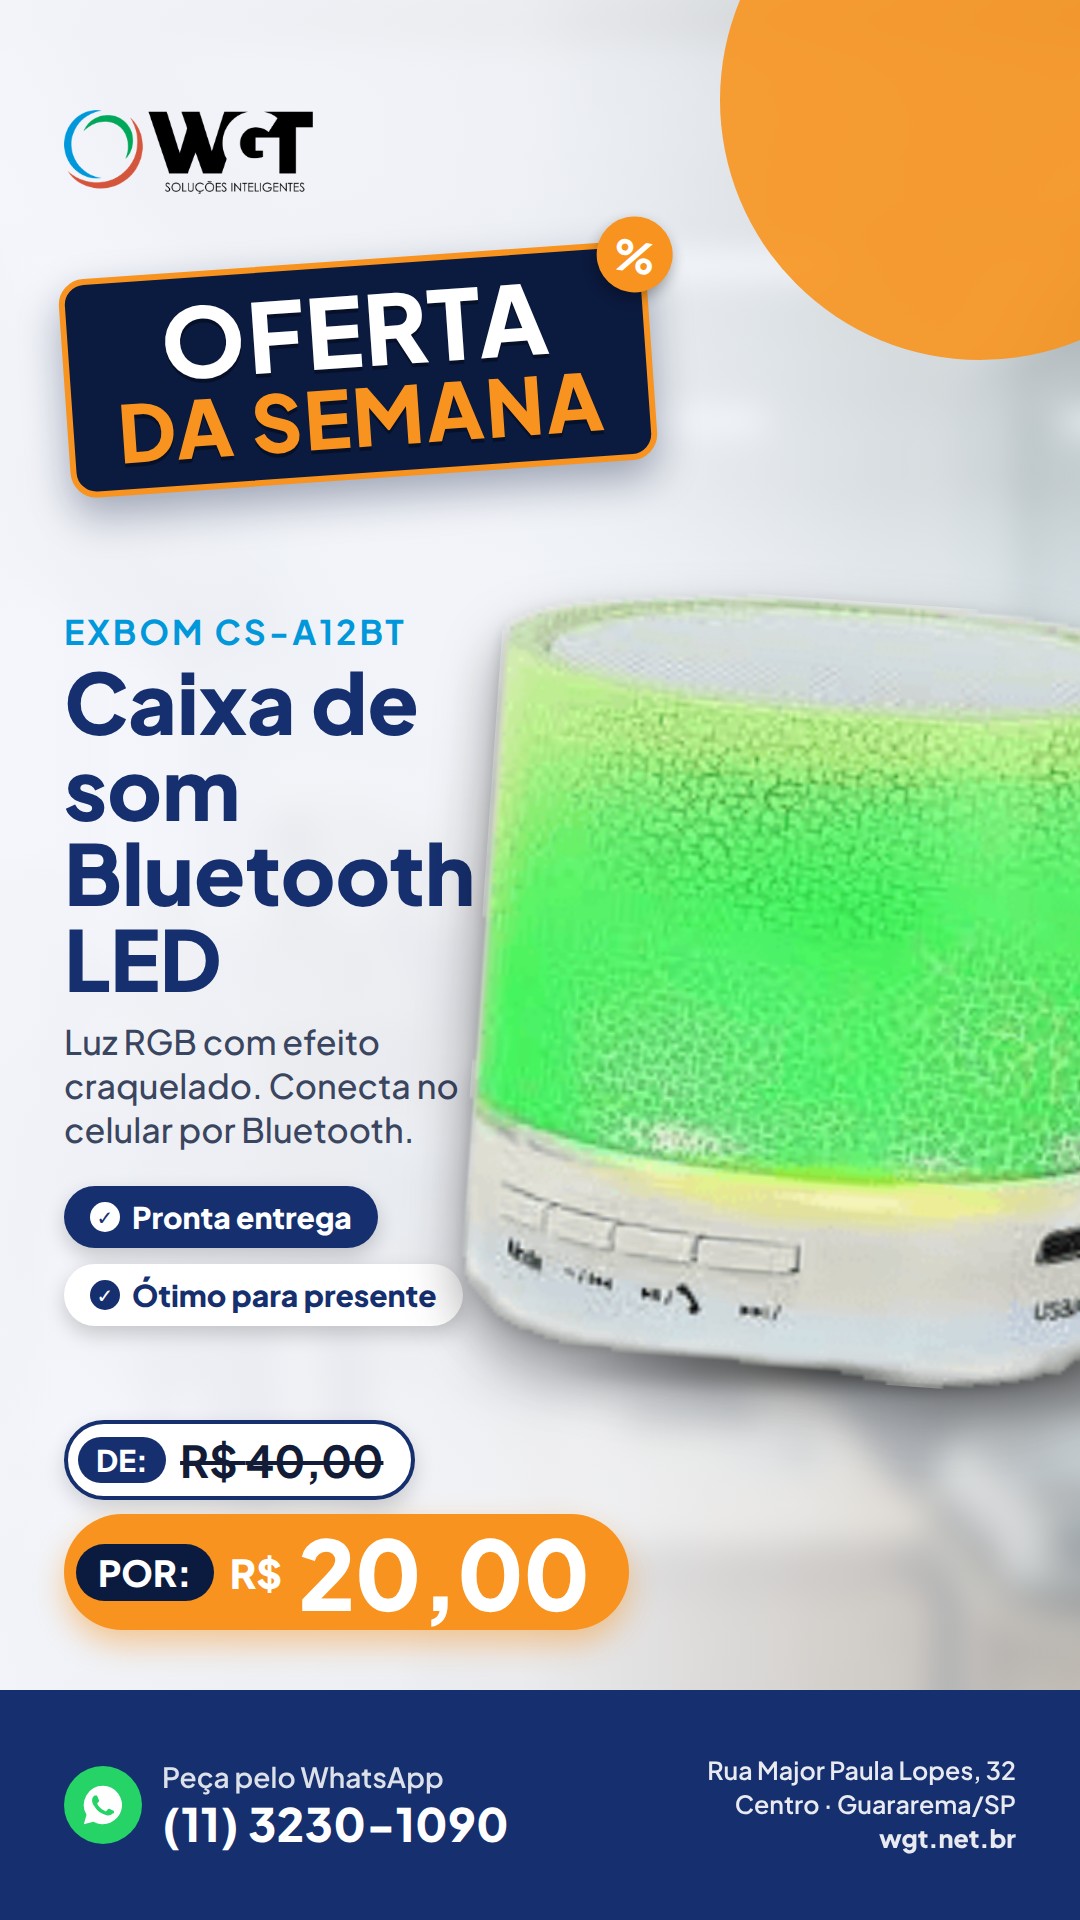 WGT
SOLUÇÕES INTELIGENTES
%
OFERTA
DA SEMANA
EXBOM CS-A12BT
Caixa de
som
Bluetooth
LED
Luz RGB com efeito
craquelado. Conecta no
celular por Bluetooth.
✓ Pronta entrega
✓ Ótimo para presente
DE: R$ 40,00
POR: R$ 20,00
Peça pelo WhatsApp
(11) 3230-1090
Rua Major Paula Lopes, 32
Centro · Guararema/SP
wgt.net.br